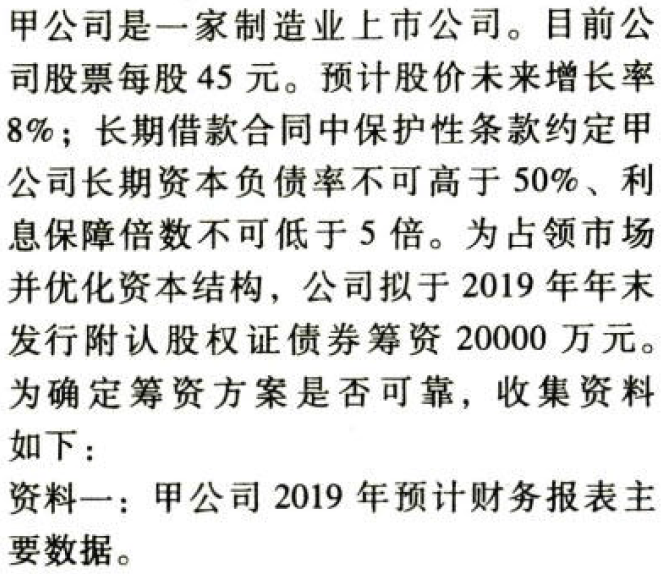 甲公司是一家制造业上市公司。目前公
司股票每股 45 元。预计股价未来增长率
8%；长期借款合同中保护性条款约定甲
公司长期资本负债率不可高于 50%、利
息保障倍数不可低于 5 倍。为占领市场
并优化资本结构，公司拟于 2019 年年末
发行附认股权证债券筹资 20000 万元。
为确定筹资方案是否可靠，收集资料
如下：
资料一：甲公司 2019 年预计财务报表主
要数据。